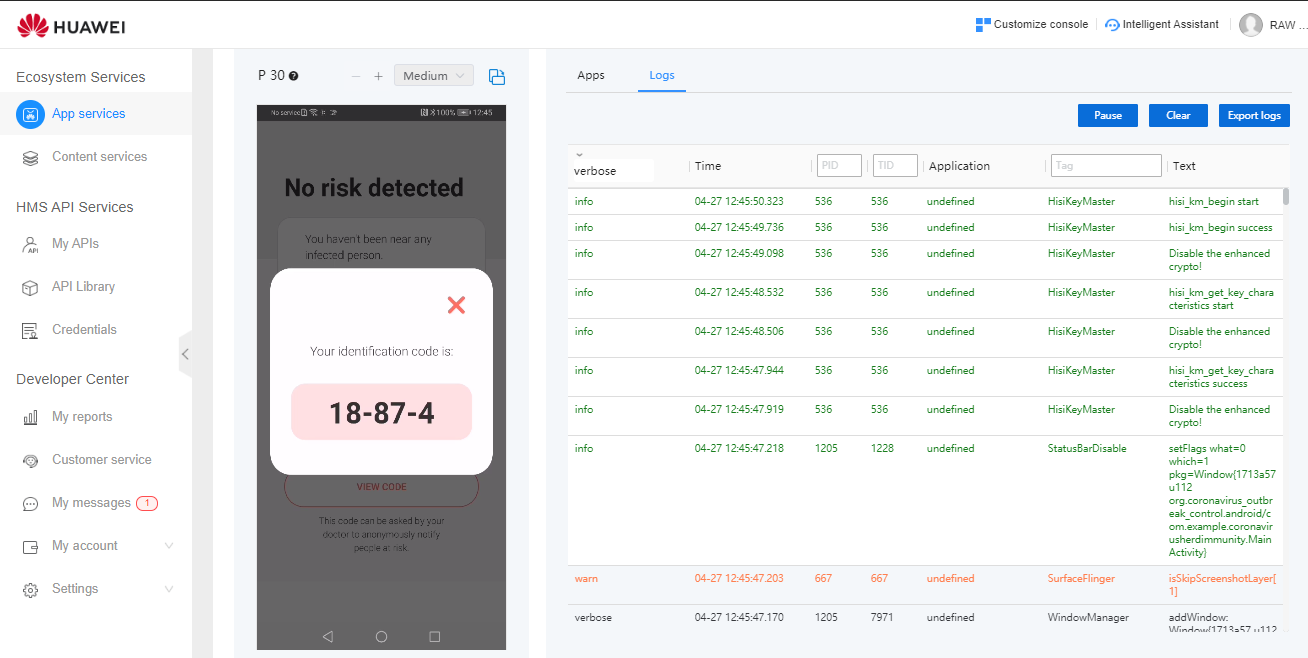 HUAWEI
Customize console
Intelligent Assistant
RAW ...
Ecosystem Services
App services
Content services
HMS API Services
My APIs
API Library
Credentials
Developer Center
My reports
Customer service
My messages 1
My account
Settings
P 30
Medium
No service
100% 12:45
No risk detected
You haven't been near any
infected person.
Your identification code is:
18-87-4
VIEW CODE
This code can be asked by your
doctor to anonymously notify
people at risk.
Apps Logs
Pause Clear Export logs
verbose Time PID TID Application Tag Text
info 04-27 12:45:50.323 536 536 undefined HisiKeyMaster hisi_km_begin start
info 04-27 12:45:49.736 536 536 undefined HisiKeyMaster hisi_km_begin success
info 04-27 12:45:49.098 536 536 undefined HisiKeyMaster Disable the enhanced
crypto!
info 04-27 12:45:48.532 536 536 undefined HisiKeyMaster hisi_km_get_key_chara
cteristics start
info 04-27 12:45:48.506 536 536 undefined HisiKeyMaster Disable the enhanced
crypto!
info 04-27 12:45:47.944 536 536 undefined HisiKeyMaster hisi_km_get_key_chara
cteristics success
info 04-27 12:45:47.919 536 536 undefined HisiKeyMaster Disable the enhanced
crypto!
info 04-27 12:45:47.218 1205 1228 undefined StatusBarDisable setFlags what=0
which=1
pkg=Window{1713a57
u112
org.coronavirus_outbr
eak_control.android/c
om.example.coronavir
usherdimmunity.Main
Activity}
warn 04-27 12:45:47.203 667 667 undefined SurfaceFlinger isSkipScreenshotLayer[
1]
verbose 04-27 12:45:47.170 1205 7971 undefined WindowManager addWindow:
Window{1713a57 u112